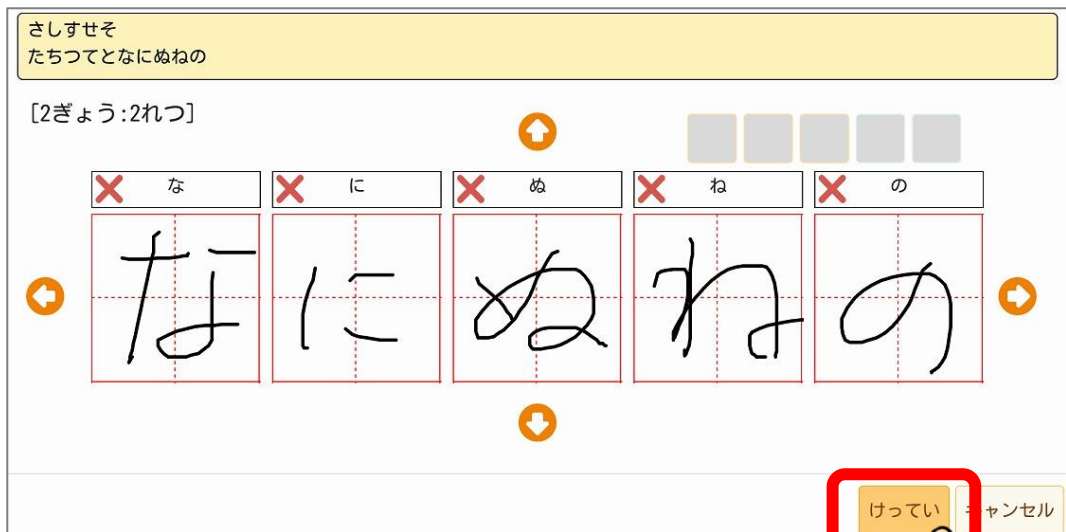 さしすせそ
たちつてとなにぬねの
[2ぎょう:2れつ]
な に ぬ ね の
な に ぬ ね の
けってい キャンセル